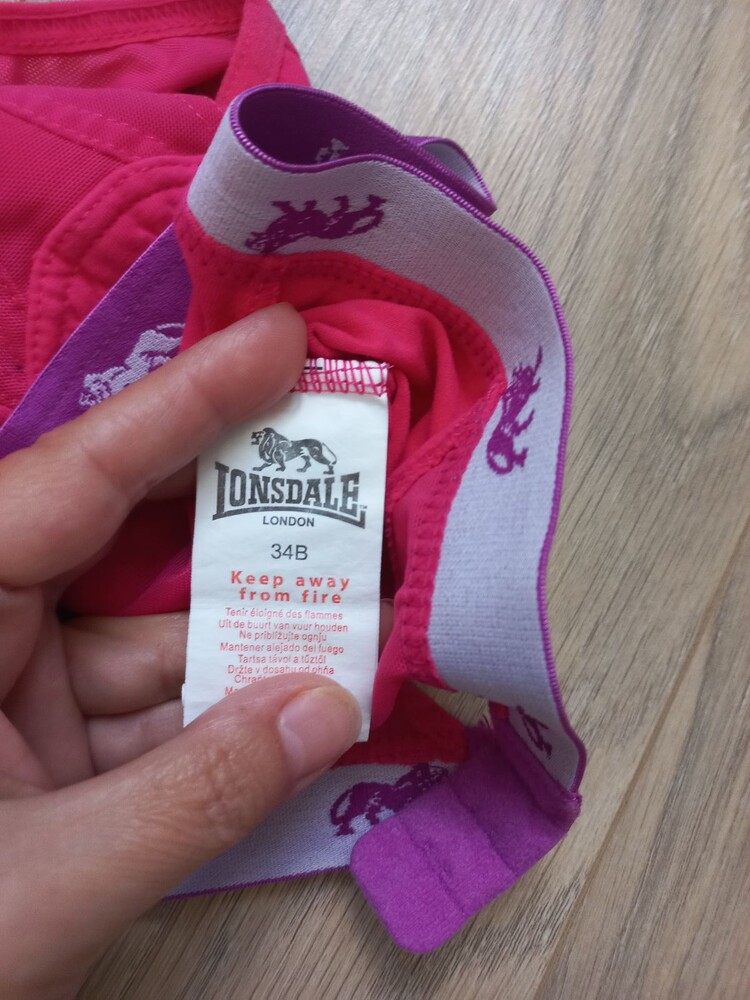 LONSDALE
LONDON
34B
Keep away
from fire
Tenir éloigné des flammes
Uit de buurt van vuur houden
Ne približujte ognju
Mantener alejado del fuego
Tartsa távol a tűztől
Držte v dosahu od ohňa